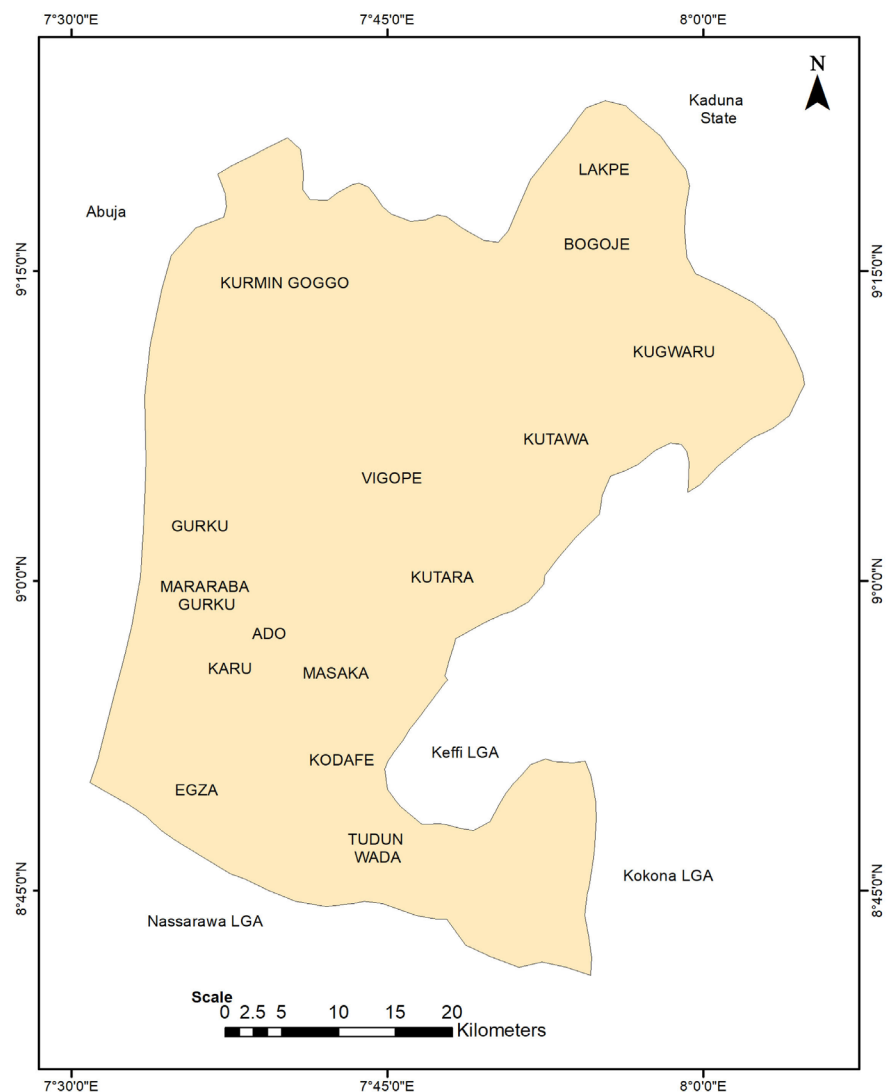 7°30'0"E
7°45'0"E
8°0'0"E
N
Kaduna
State
LAKPE
Abuja
BOGOJE
9°15'0"N
9°15'0"N
KURMIN GOGGO
KUGWARU
KUTAWA
VIGOPE
GURKU
9°0'0"N
9°0'0"N
KUTARA
MARARABA
GURKU
ADO
KARU
MASAKA
Keffi LGA
KODAFE
EGZA
TUDUN
WADA
Kokona LGA
8°45'0"N
8°45'0"N
Nassarawa LGA
Scale
0 2.5 5 10 15 20
Kilometers
7°30'0"E
7°45'0"E
8°0'0"E